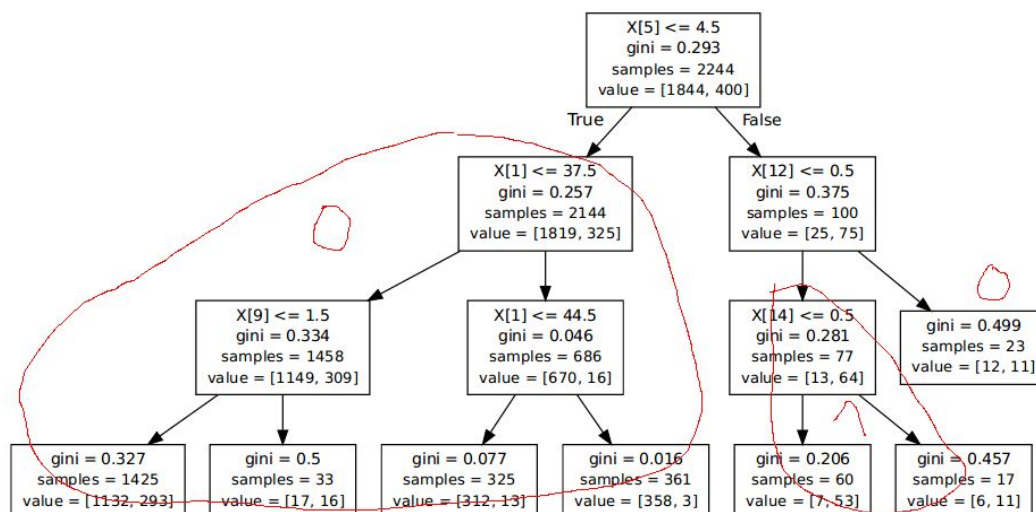 X[5] <= 4.5
gini = 0.293
samples = 2244
value = [1844, 400]
True
False
X[1] <= 37.5
gini = 0.257
samples = 2144
value = [1819, 325]
X[12] <= 0.5
gini = 0.375
samples = 100
value = [25, 75]
X[9] <= 1.5
gini = 0.334
samples = 1458
value = [1149, 309]
X[1] <= 44.5
gini = 0.046
samples = 686
value = [670, 16]
X[14] <= 0.5
gini = 0.281
samples = 77
value = [13, 64]
gini = 0.499
samples = 23
value = [12, 11]
gini = 0.327
samples = 1425
value = [1132, 293]
gini = 0.5
samples = 33
value = [17, 16]
gini = 0.077
samples = 325
value = [312, 13]
gini = 0.016
samples = 361
value = [358, 3]
gini = 0.206
samples = 60
value = [7, 53]
gini = 0.457
samples = 17
value = [6, 11]